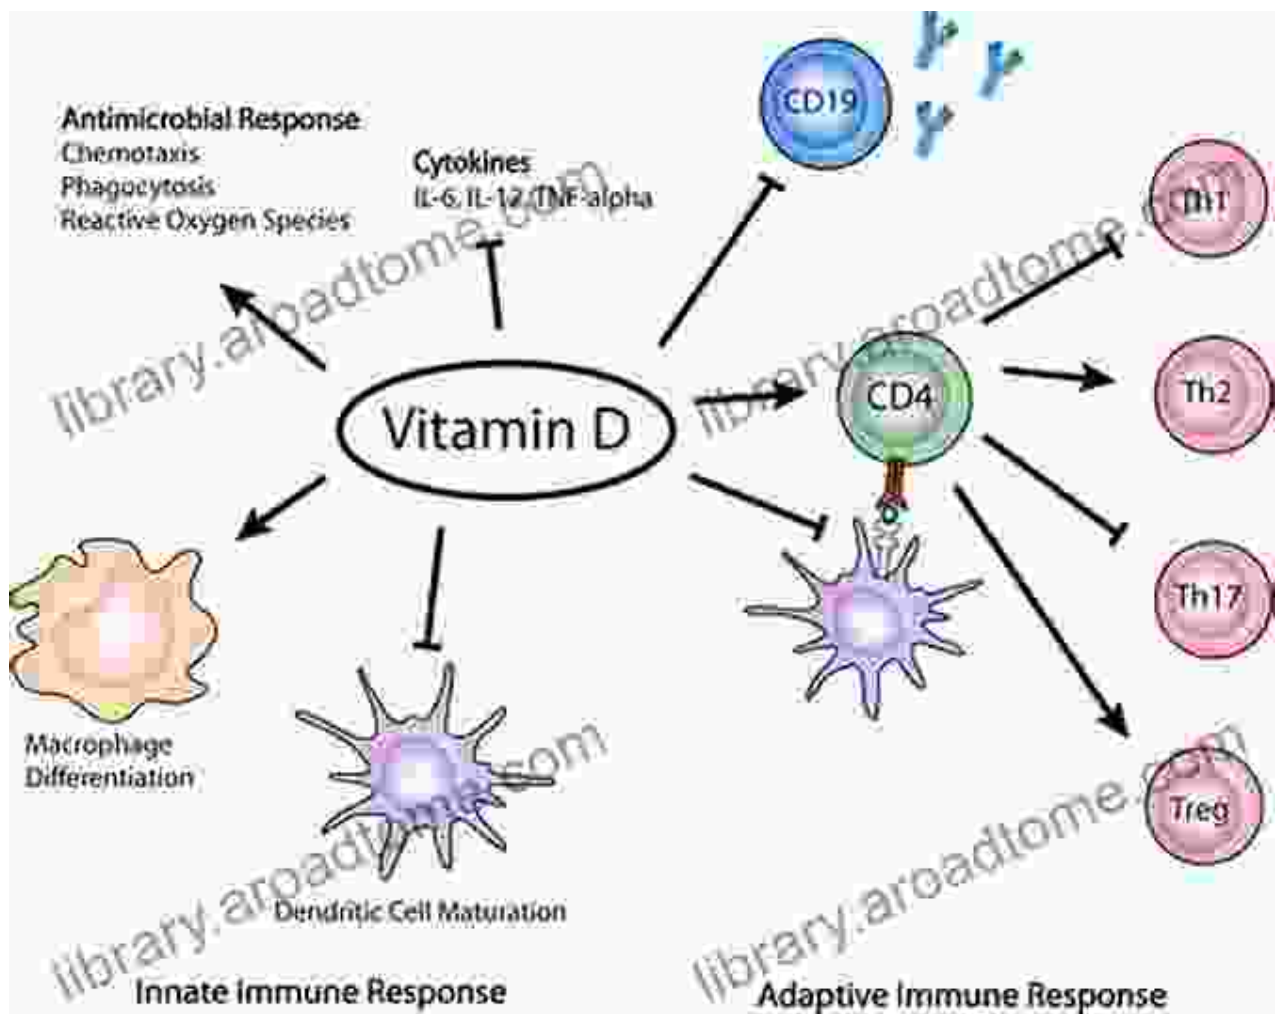 Antimicrobial Response
Chemotaxis
Phagocytosis
Reactive Oxygen Species
Cytokines
IL-6, IL-12, TNF-alpha
CD19
Th1
CD4
Th2
Vitamin D
Th17
Treg
Macrophage
Differentiation
Dendritic Cell Maturation
Innate Immune Response
Adaptive Immune Response
library.aroadtome.com
library.aroadtome.com
library.aroadtome.com
library.aroadtome.com